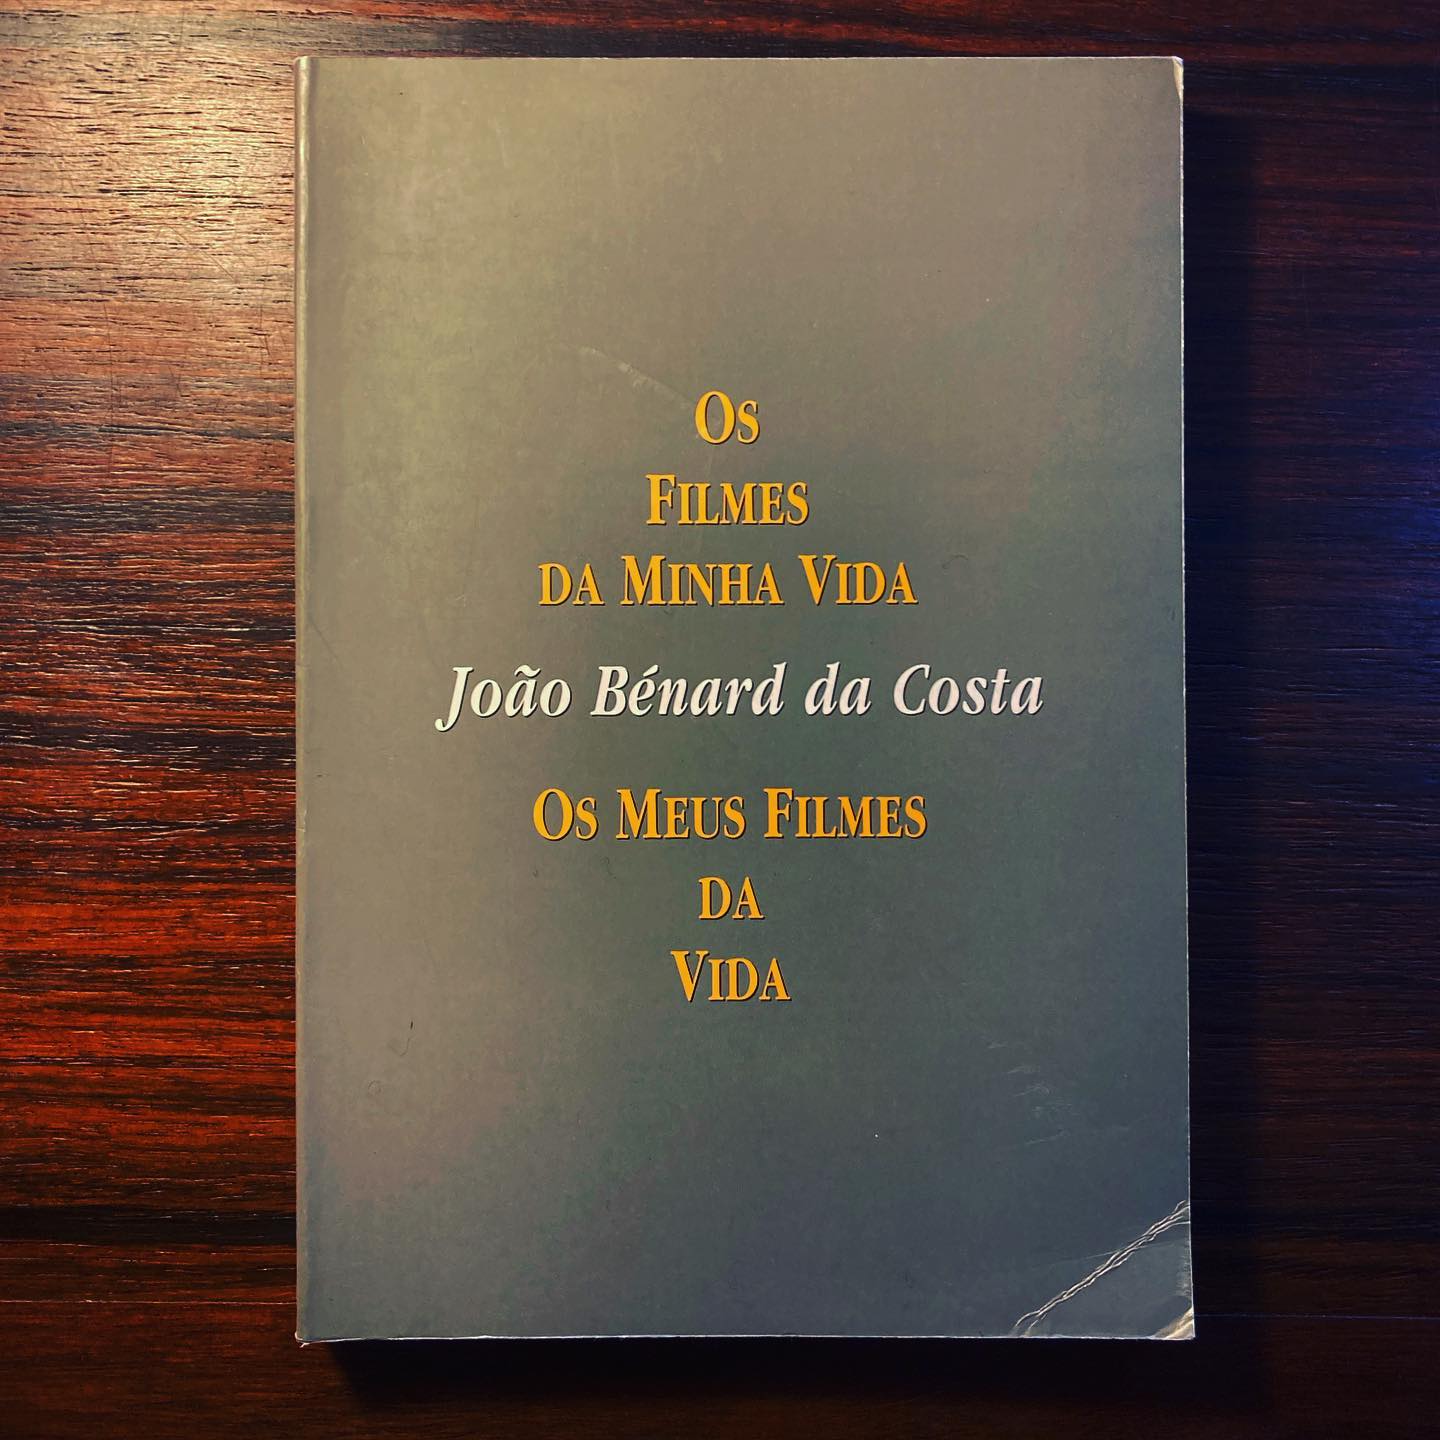 Os
Filmes
da Minha Vida
João Bénard da Costa
Os Meus Filmes
da
Vida